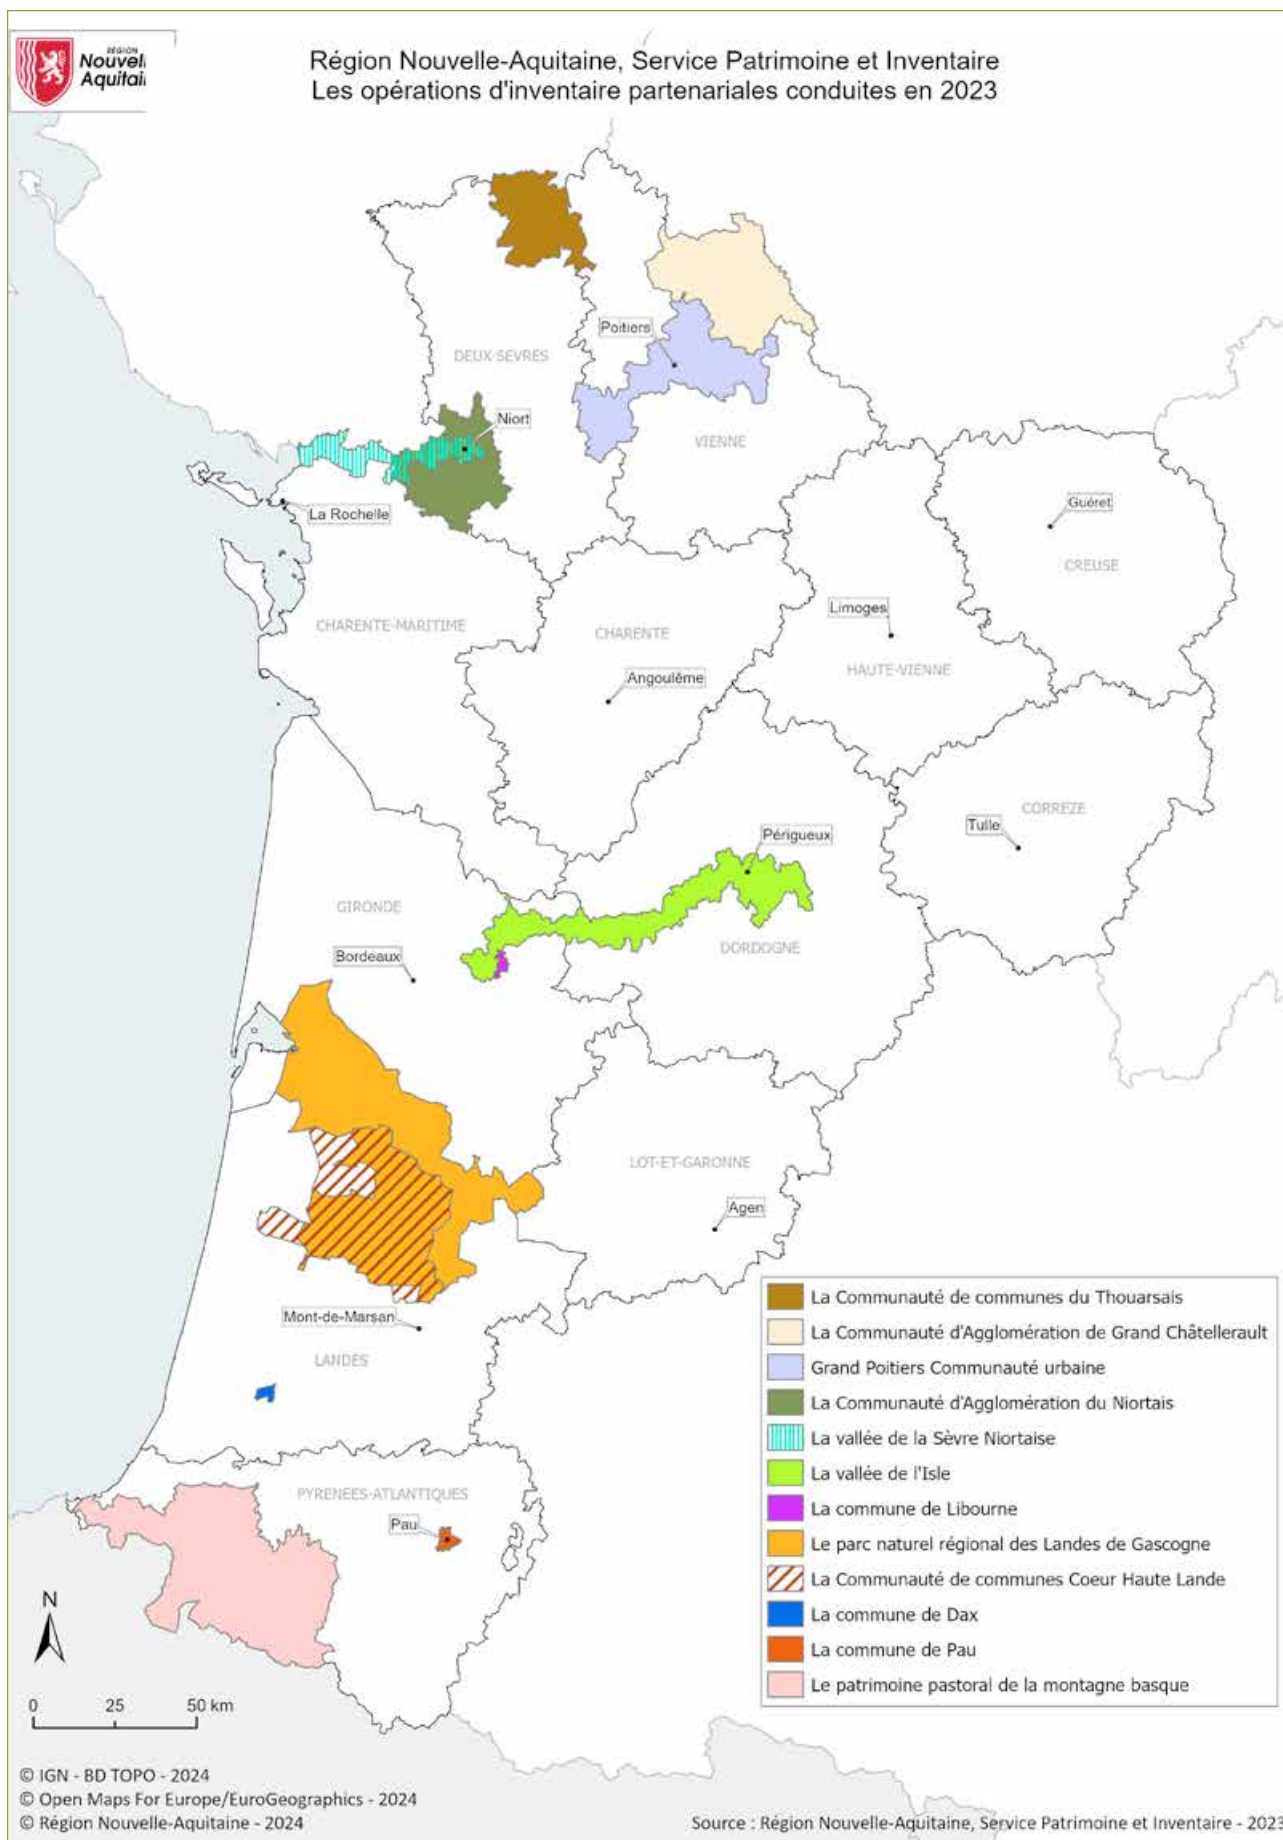 RÉGION
Nouvel
Aquitai
Région Nouvelle-Aquitaine, Service Patrimoine et Inventaire
Les opérations d'inventaire partenariales conduites en 2023
Poitiers
DEUX-SEVRES
Niort
VIENNE
La Rochelle
Guéret
CREUSE
Limoges
CHARENTE-MARITIME
CHARENTE
HAUTE-VIENNE
Angoulême
CORREZE
Tulle
Périgueux
GIRONDE
DORDOGNE
Bordeaux
LOT-ET-GARONNE
Agen
Mont-de-Marsan
LANDES
PYRENEES-ATLANTIQUES
Pau
La Communauté de communes du Thouarsais
La Communauté d'Agglomération de Grand Châtellerault
Grand Poitiers Communauté urbaine
La Communauté d'Agglomération du Niortais
La vallée de la Sèvre Niortaise
La vallée de l'Isle
La commune de Libourne
Le parc naturel régional des Landes de Gascogne
La Communauté de communes Coeur Haute Lande
La commune de Dax
La commune de Pau
Le patrimoine pastoral de la montagne basque
N
0 25 50 km
© IGN - BD TOPO - 2024
© Open Maps For Europe/EuroGeographics - 2024
© Région Nouvelle-Aquitaine - 2024
Source : Région Nouvelle-Aquitaine, Service Patrimoine et Inventaire - 2023